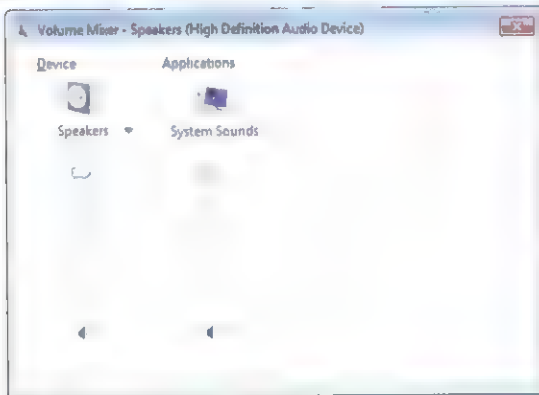 Volume Mixer - Speakers (High Definition Audio Device)
Device Applications
Speakers System Sounds